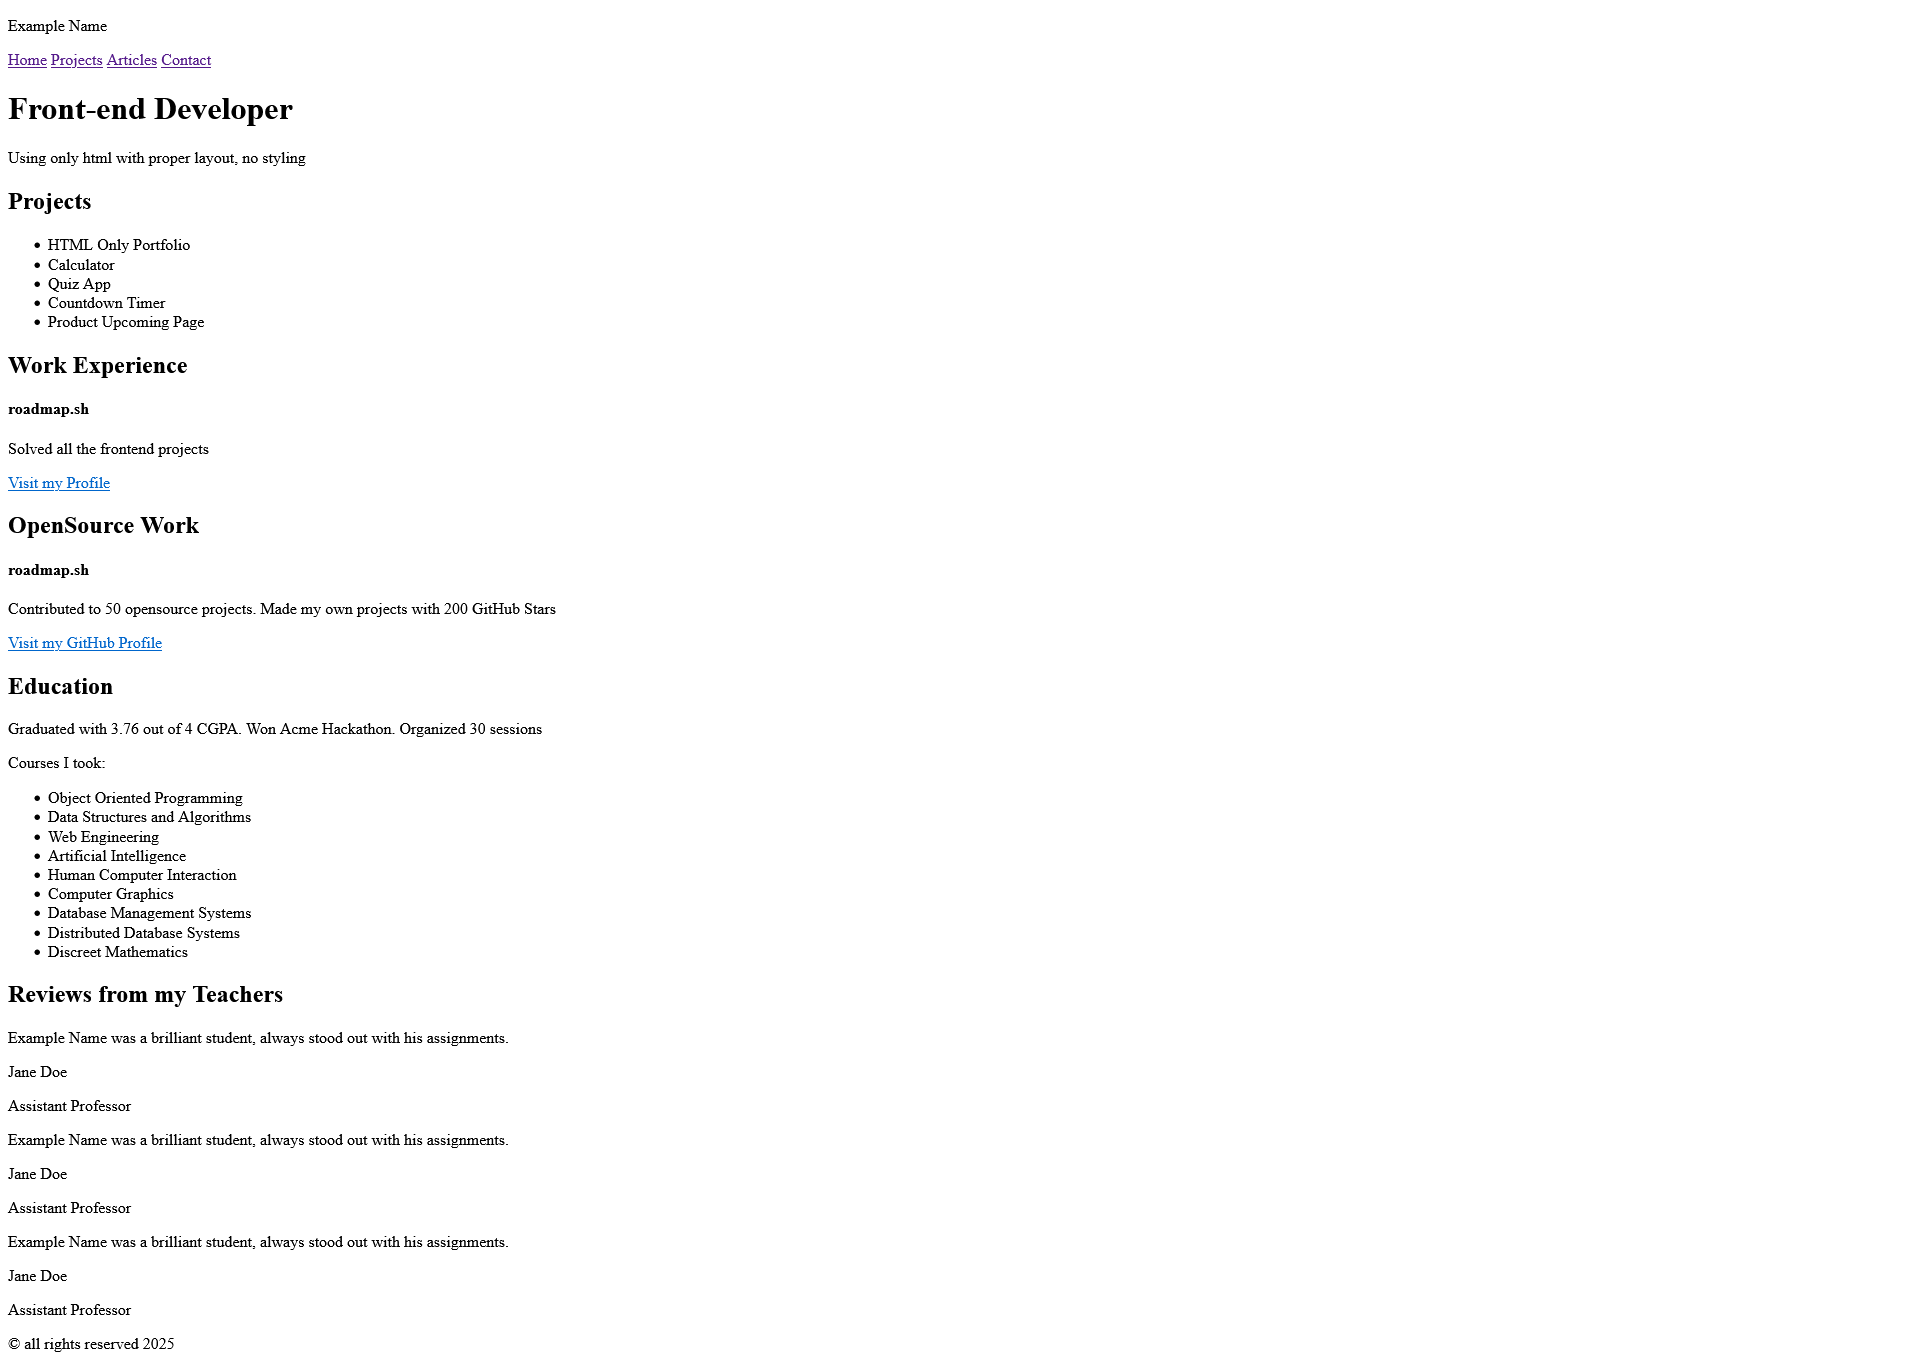 Example Name
Home Projects Articles Contact
Front-end Developer
Using only html with proper layout, no styling
Projects
HTML Only Portfolio
Calculator
Quiz App
Countdown Timer
Product Upcoming Page
Work Experience
roadmap.sh
Solved all the frontend projects
Visit my Profile
OpenSource Work
roadmap.sh
Contributed to 50 opensource projects. Made my own projects with 200 GitHub Stars
Visit my GitHub Profile
Education
Graduated with 3.76 out of 4 CGPA. Won Acme Hackathon. Organized 30 sessions
Courses I took:
Object Oriented Programming
Data Structures and Algorithms
Web Engineering
Artificial Intelligence
Human Computer Interaction
Computer Graphics
Database Management Systems
Distributed Database Systems
Discreet Mathematics
Reviews from my Teachers
Example Name was a brilliant student, always stood out with his assignments.
Jane Doe
Assistant Professor
Example Name was a brilliant student, always stood out with his assignments.
Jane Doe
Assistant Professor
Example Name was a brilliant student, always stood out with his assignments.
Jane Doe
Assistant Professor
© all rights reserved 2025